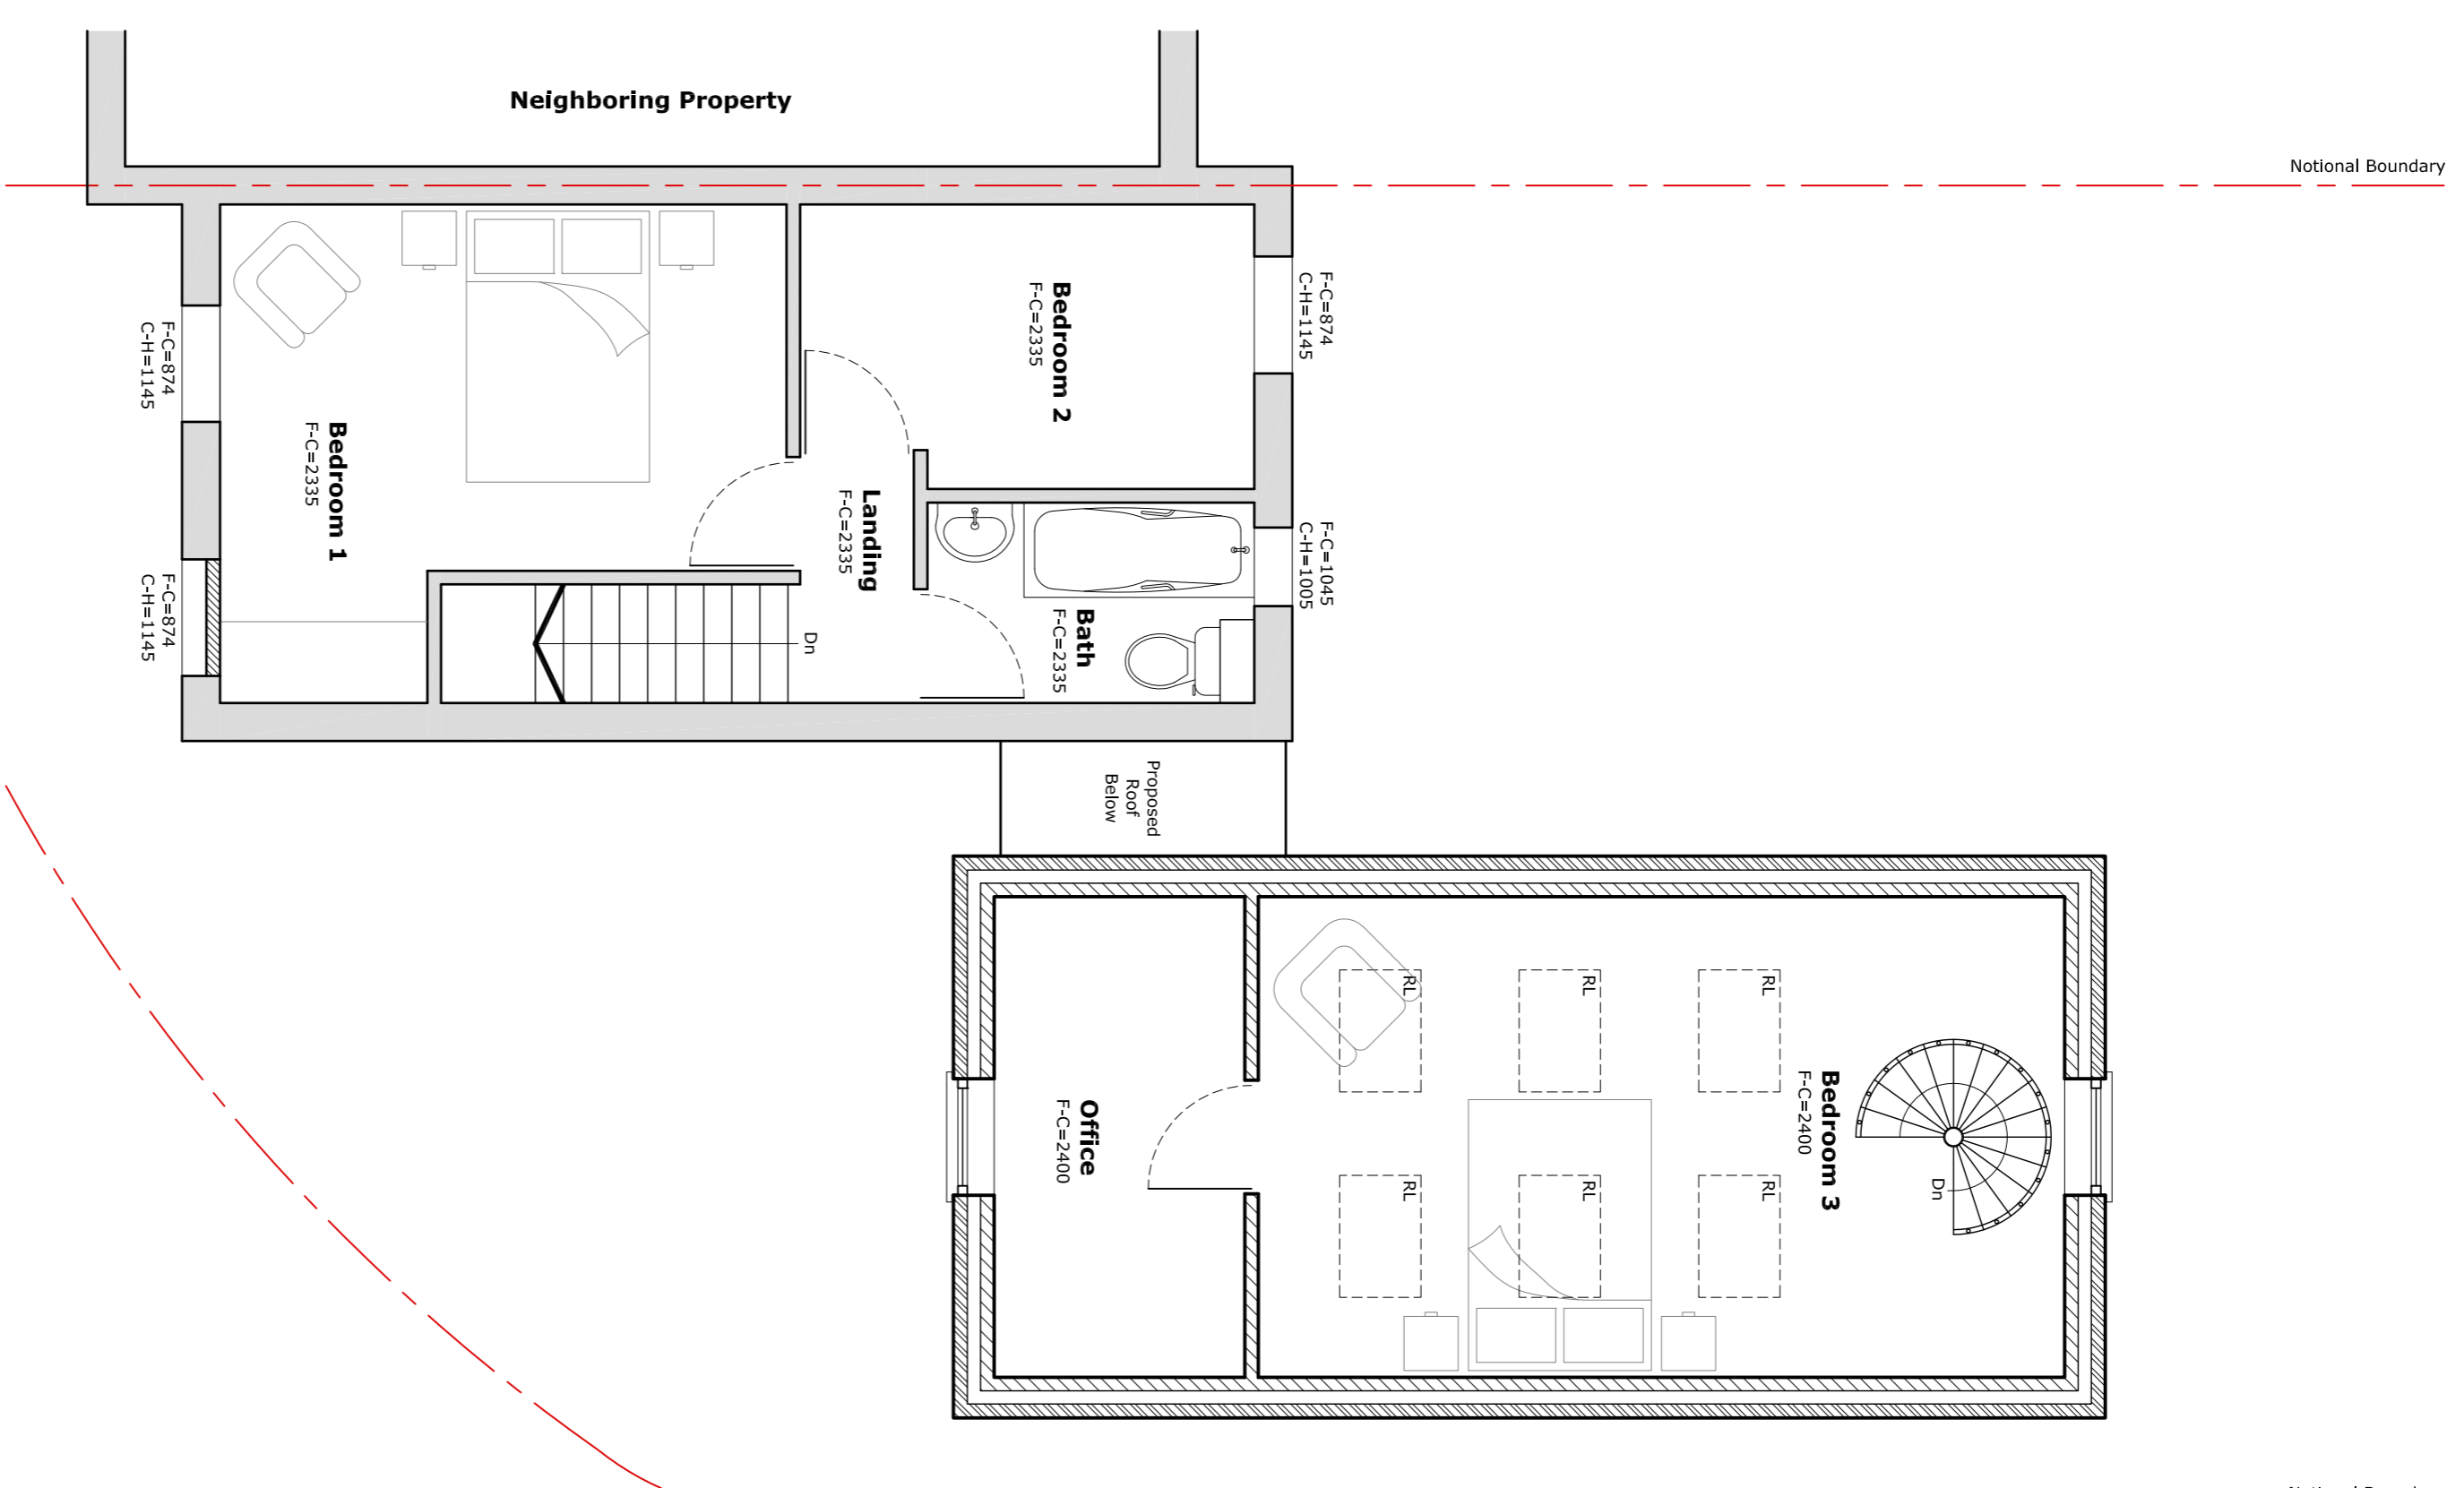 Neighboring Property
Notional Boundary
F-C=874
C-H=1145
Bedroom 2
F-C=2335
F-C=874
C-H=1145
Bedroom 1
F-C=2335
Landing
F-C=2335
F-C=1045
C-H=1005
F-C=874
C-H=1145
Dn
Bath
F-C=2335
Proposed
Roof
Below
RL
RL
RL
Office
F-C=2400
Bedroom 3
F-C=2400
Dn
RL
RL
RL